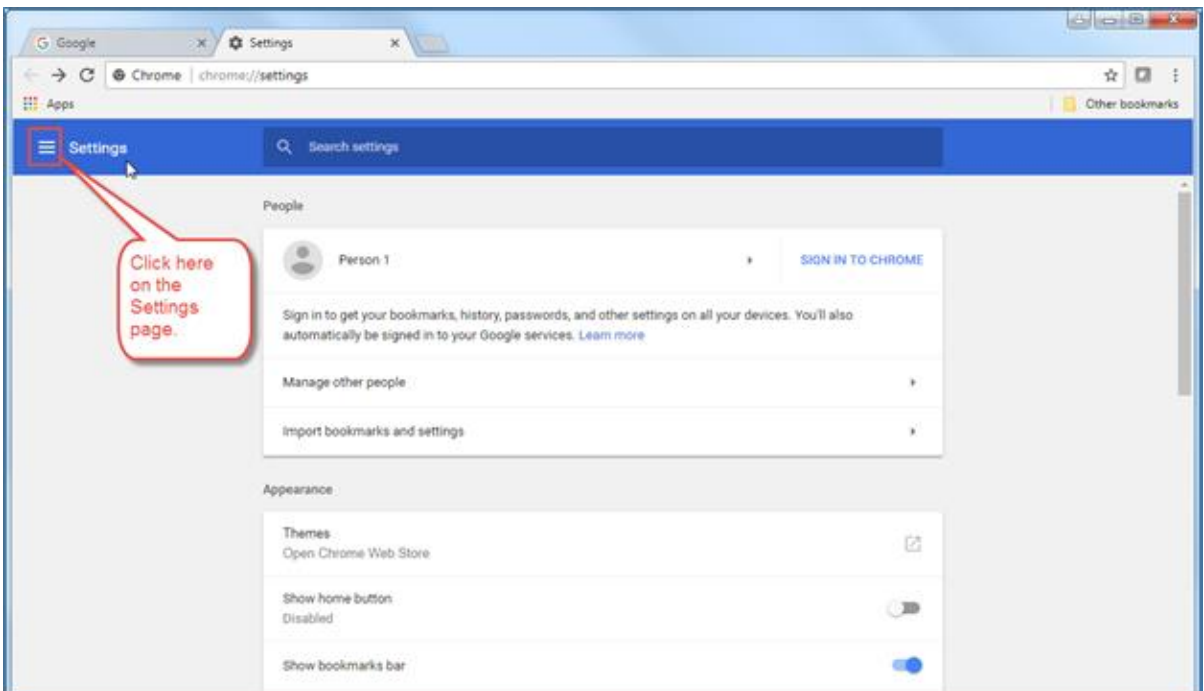 Google
Settings
Chrome | chrome://settings
Apps
Other bookmarks
Settings
Search settings
People
Person 1
SIGN IN TO CHROME
Sign in to get your bookmarks, history, passwords, and other settings on all your devices. You'll also
automatically be signed in to your Google services. Learn more
Click here
on the
Settings
page.
Manage other people
Import bookmarks and settings
Appearance
Themes
Open Chrome Web Store
Show home button
Disabled
Show bookmarks bar